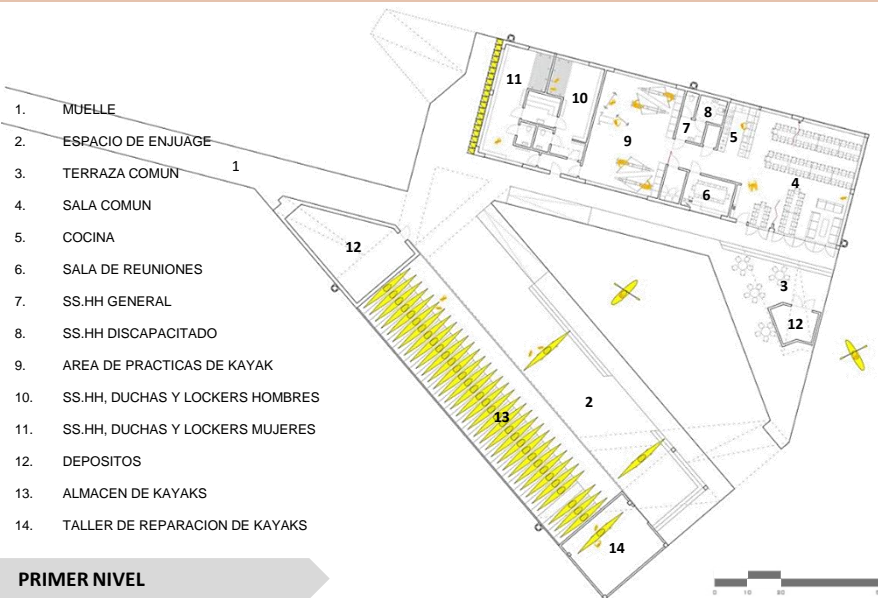 1. MUELLE
2. ESPACIO DE ENJUAGE
3. TERRAZA COMUN
4. SALA COMUN
5. COCINA
6. SALA DE REUNIONES
7. SS.HH GENERAL
8. SS.HH DISCAPACITADO
9. AREA DE PRACTICAS DE KAYAK
10. SS.HH, DUCHAS Y LOCKERS HOMBRES
11. SS.HH, DUCHAS Y LOCKERS MUJERES
12. DEPOSITOS
13. ALMACEN DE KAYAKS
14. TALLER DE REPARACION DE KAYAKS
PRIMER NIVEL
1
11
10
9
8
7
5
6
4
12
3
12
2
13
14